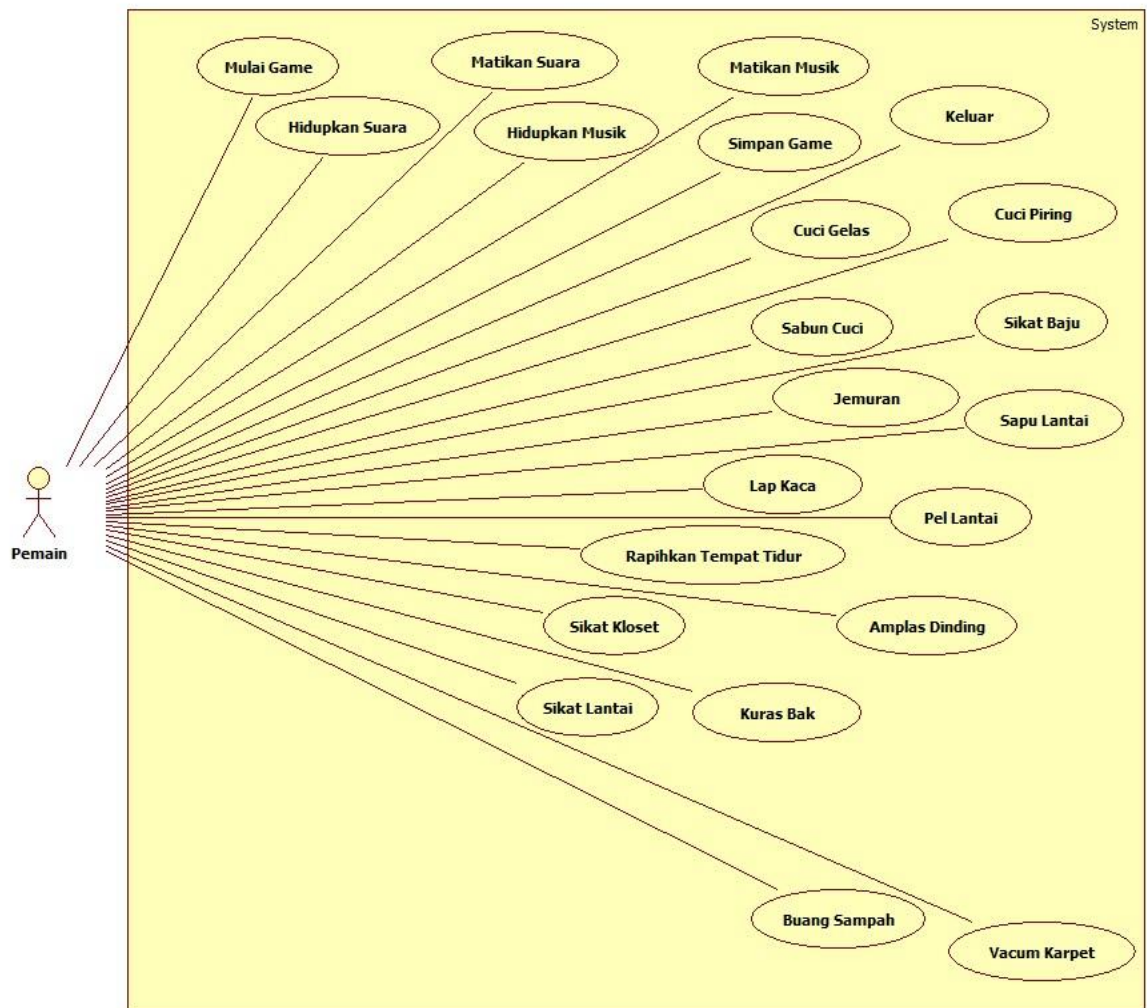 System
Mulai Game
Matikan Suara
Matikan Musik
Keluar
Hidupkan Suara
Hidupkan Musik
Simpan Game
Cuci Piring
Cuci Gelas
Sabun Cuci
Sikat Baju
Jemuran
Sapu Lantai
Lap Kaca
Pel Lantai
Pemain
Rapihkan Tempat Tidur
Sikat Kloset
Amplas Dinding
Sikat Lantai
Kuras Bak
Buang Sampah
Vacum Karpet